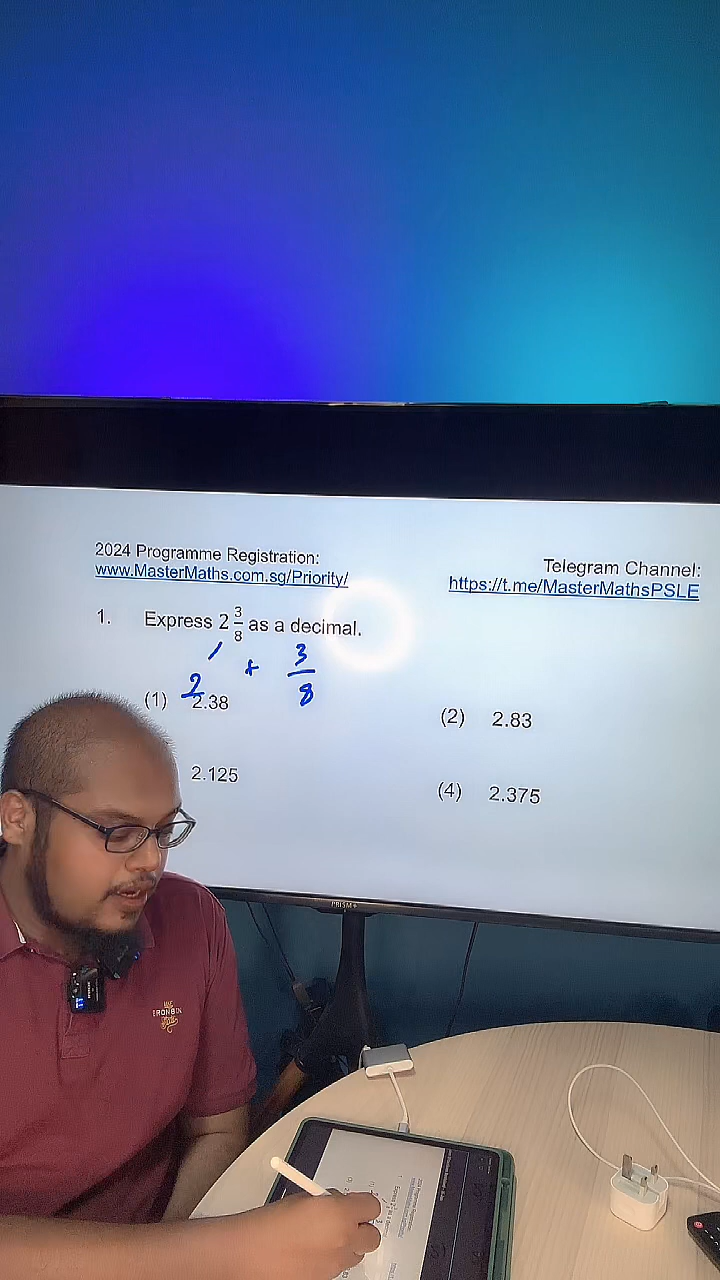 2024 Programme Registration:
www.MasterMaths.com.sg/Priority/
Telegram Channel:
https://t.me/MasterMathsPSLE
1. Express 2 3/8 as a decimal.
2 + 3/8
(1) 2.38
(2) 2.83
2.125
(4) 2.375
PRISM+